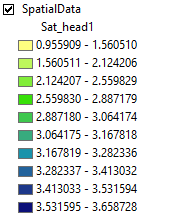 SpatialData
Sat_head1
0.955909 - 1.560510
1.560511 - 2.124206
2.124207 - 2.559829
2.559830 - 2.887179
2.887180 - 3.064174
3.064175 - 3.167818
3.167819 - 3.282336
3.282337 - 3.413032
3.413033 - 3.531594
3.531595 - 3.658728